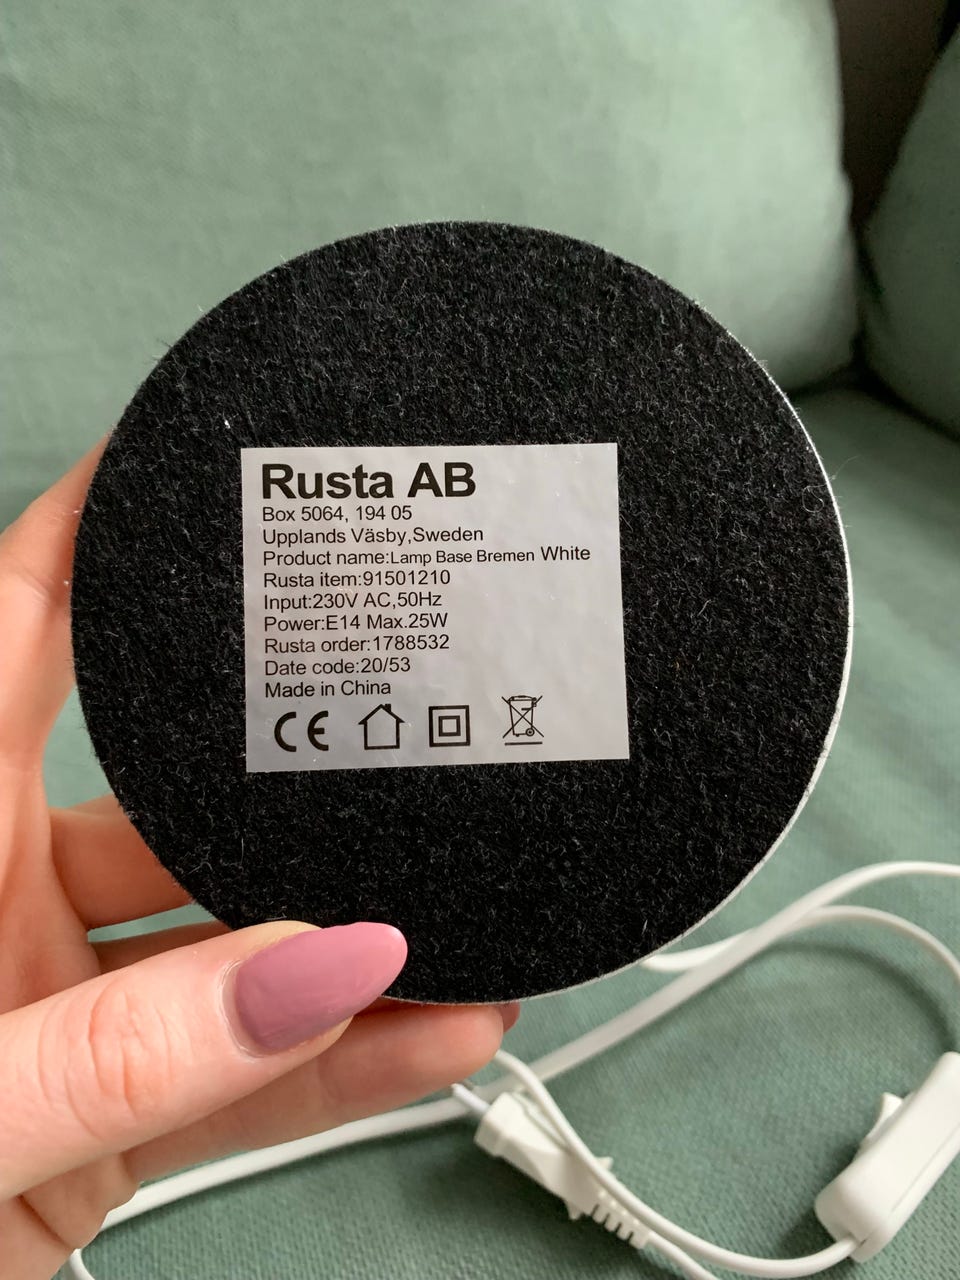 Rusta AB
Box 5064, 194 05
Upplands Väsby,Sweden
Product name:Lamp Base Bremen White
Rusta item:91501210
Input:230V AC,50Hz
Power:E14 Max.25W
Rusta order:1788532
Date code:20/53
Made in China
CE